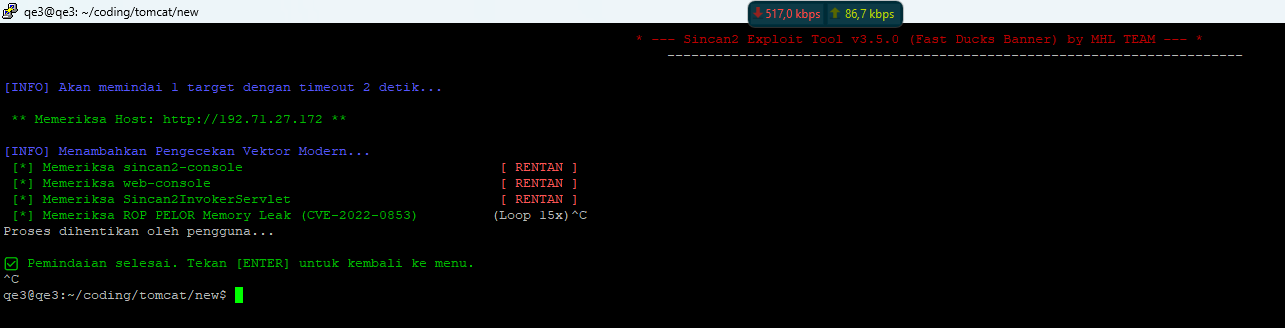 qe3@qe3: ~/coding/tomcat/new
517,0 kbps 86,7 kbps
* --- Sincan2 Exploit Tool v3.5.0 (Fast Ducks Banner) by MHL TEAM --- *
------------------------------------------------------------------------
[INFO] Akan memindai 1 target dengan timeout 2 detik...
** Memeriksa Host: http://192.71.27.172 **
[INFO] Menambahkan Pengecekan Vektor Modern...
[*] Memeriksa sincan2-console [ RENTAN ]
[*] Memeriksa web-console [ RENTAN ]
[*] Memeriksa Sincan2InvokerServlet [ RENTAN ]
[*] Memeriksa ROP PELOR Memory Leak (CVE-2022-0853) (Loop 15x)^C
Proses dihentikan oleh pengguna...
✅ Pemindaian selesai. Tekan [ENTER] untuk kembali ke menu.
^C
qe3@qe3:~/coding/tomcat/new$